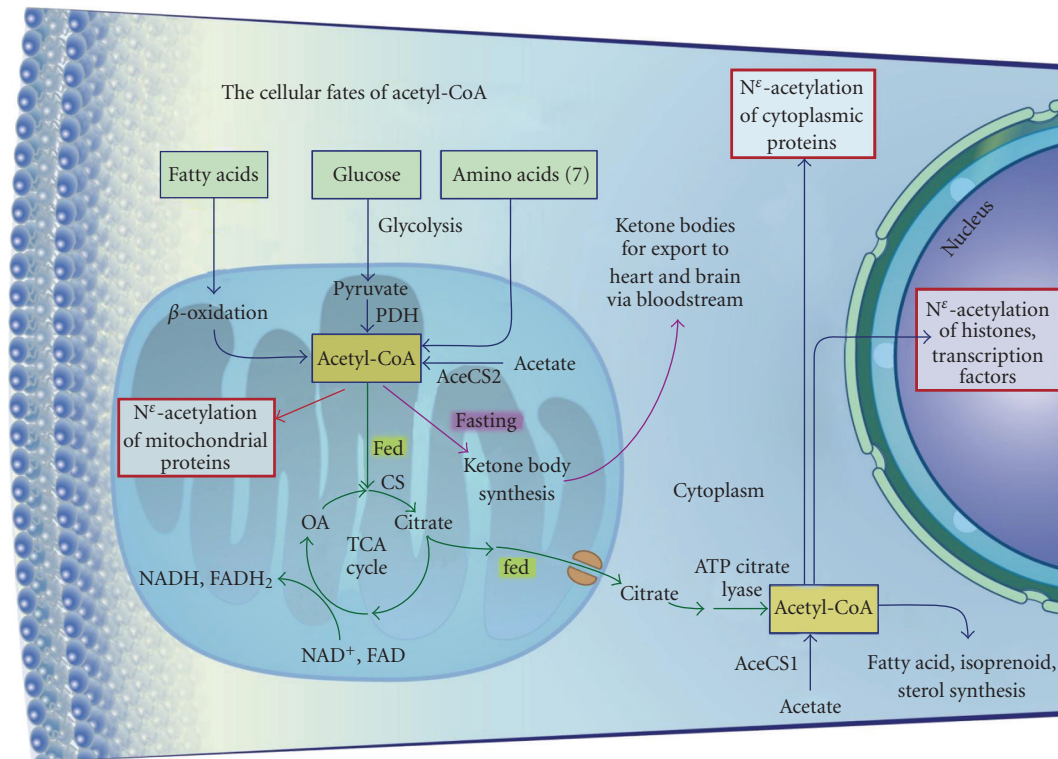 The cellular fates of acetyl-CoA
Fatty acids
Glucose
Amino acids (7)
Glycolysis
β-oxidation
Pyruvate
PDH
Acetyl-CoA
AceCS2
Acetate
Nᵋ-acetylation
of mitochondrial
proteins
Fed
Fasting
Ketone body
synthesis
CS
OA
Citrate
TCA
cycle
NADH, FADH₂
NAD⁺, FAD
fed
Ketone bodies
for export to
heart and brain
via bloodstream
Cytoplasm
Citrate
ATP citrate
lyase
Acetyl-CoA
AceCS1
Acetate
Fatty acid, isoprenoid,
sterol synthesis
Nᵋ-acetylation
of cytoplasmic
proteins
Nucleus
Nᵋ-acetylation
of histones,
transcription
factors